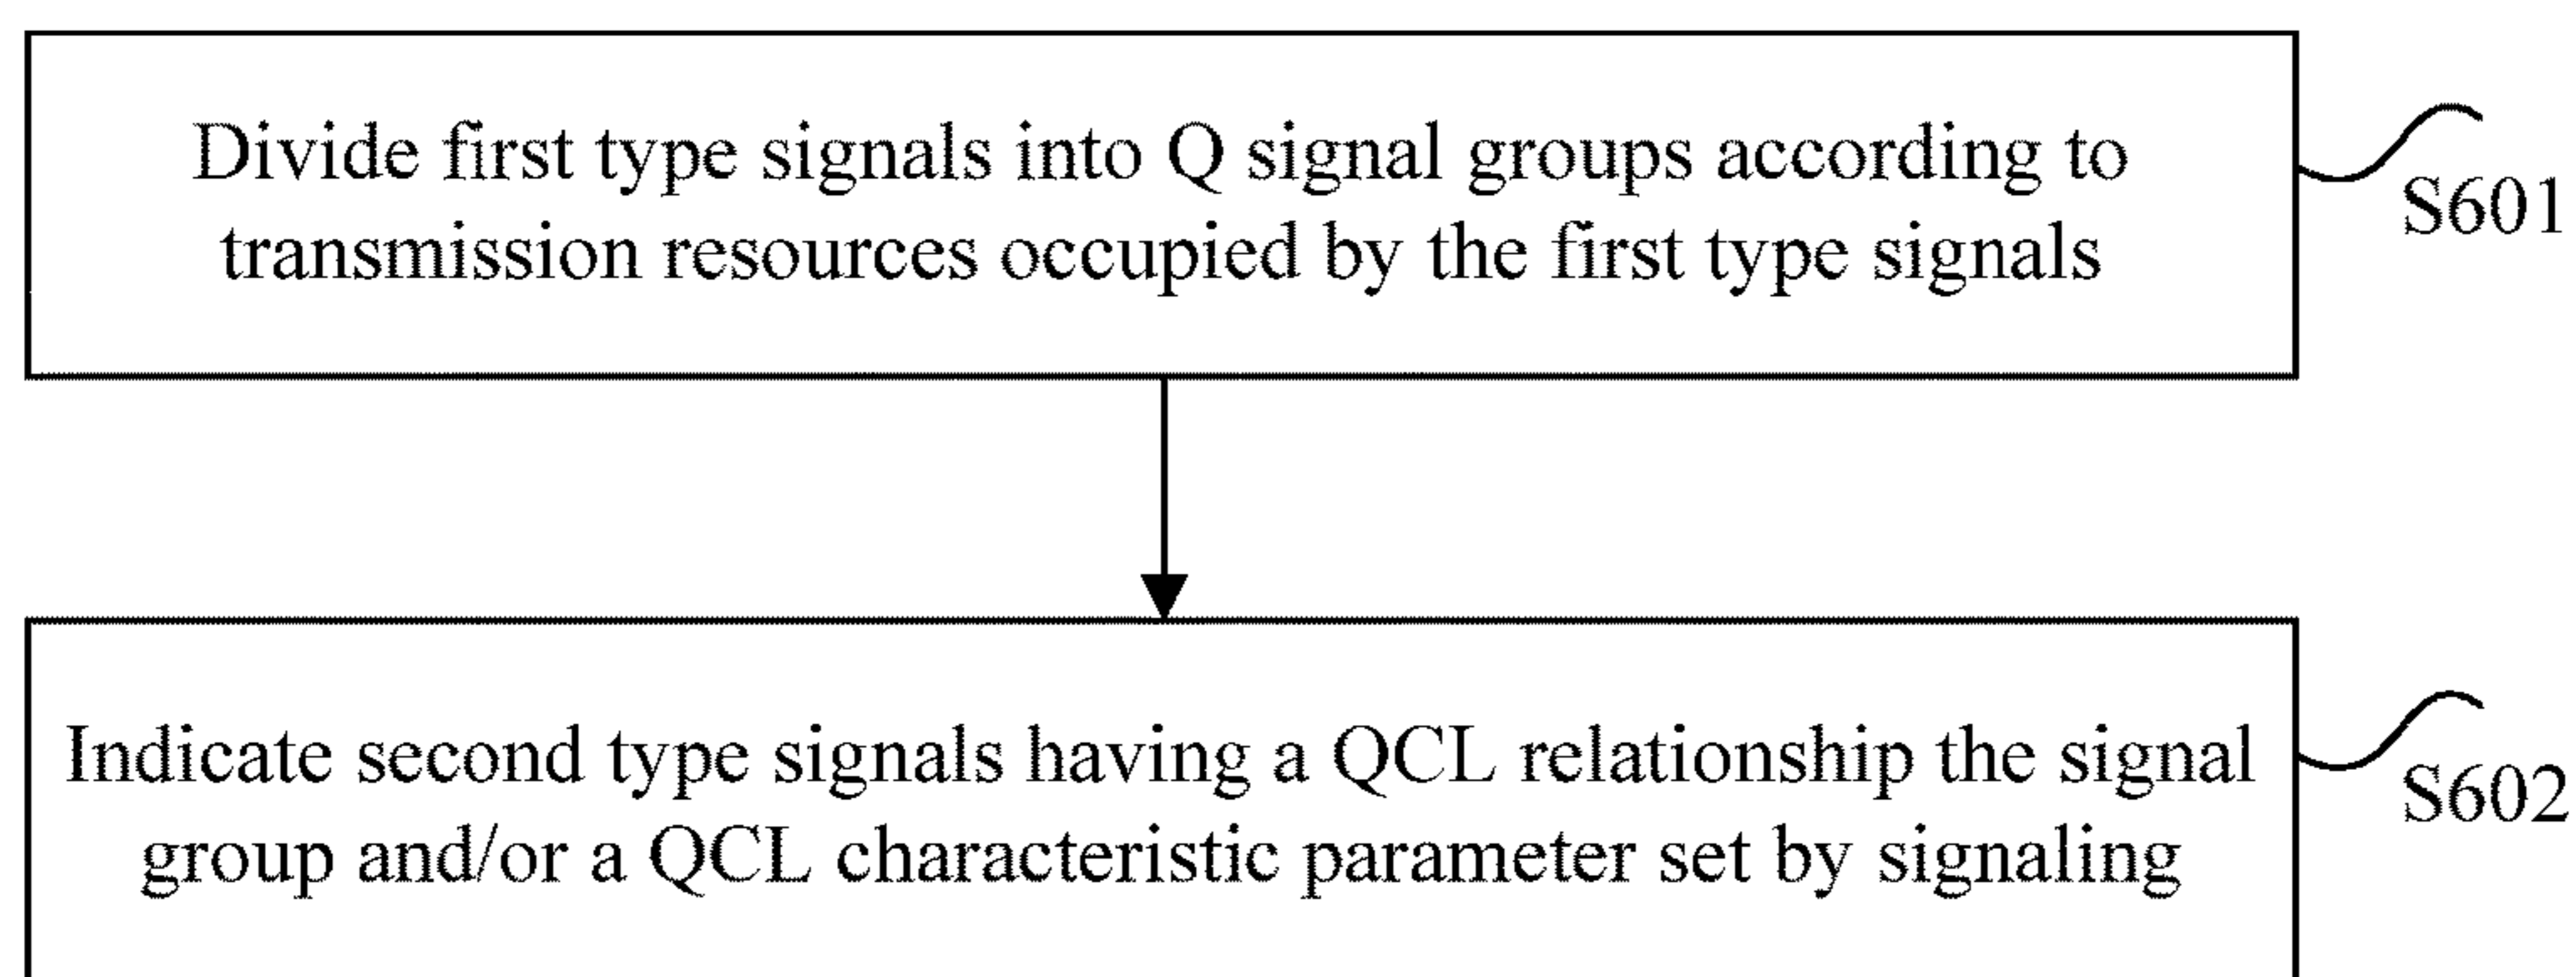 Divide first type signals into Q signal groups according to
transmission resources occupied by the first type signals
S601
Indicate second type signals having a QCL relationship the signal
group and/or a QCL characteristic parameter set by signaling
S602